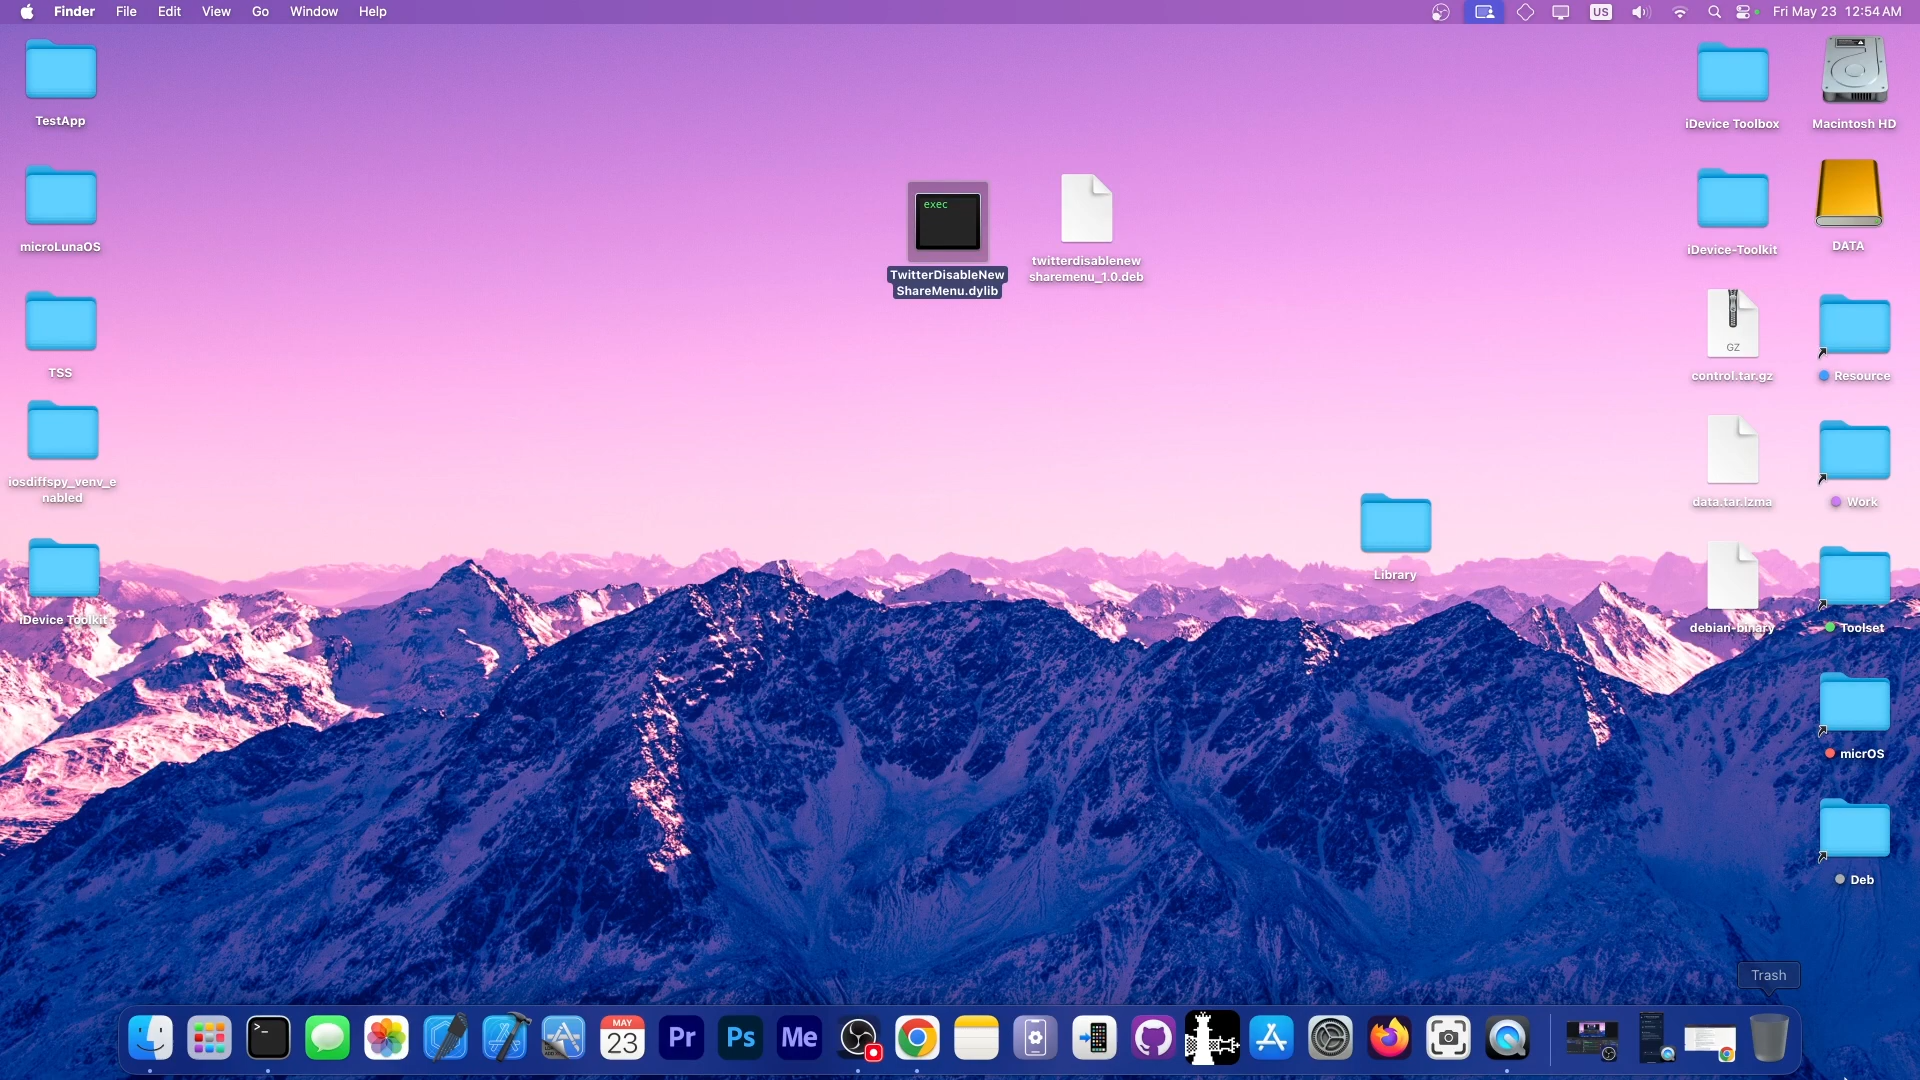 Finder File Edit View Go Window Help
US Fri May 23 12:54 AM
TestApp
microLunaOS
TSS
iosdiffspy_venv_e
nabled
iDevice Toolkit
exec
TwitterDisableNew
ShareMenu.dylib
twitterdisablenew
sharemenu_1.0.deb
Library
iDevice Toolbox
Macintosh HD
iDevice-Toolkit
DATA
GZ
control.tar.gz
Resource
data.tar.lzma
Work
debian-binary
Toolset
micrOS
Deb
Trash
>_
MAY
23
Pr
Ps
Me